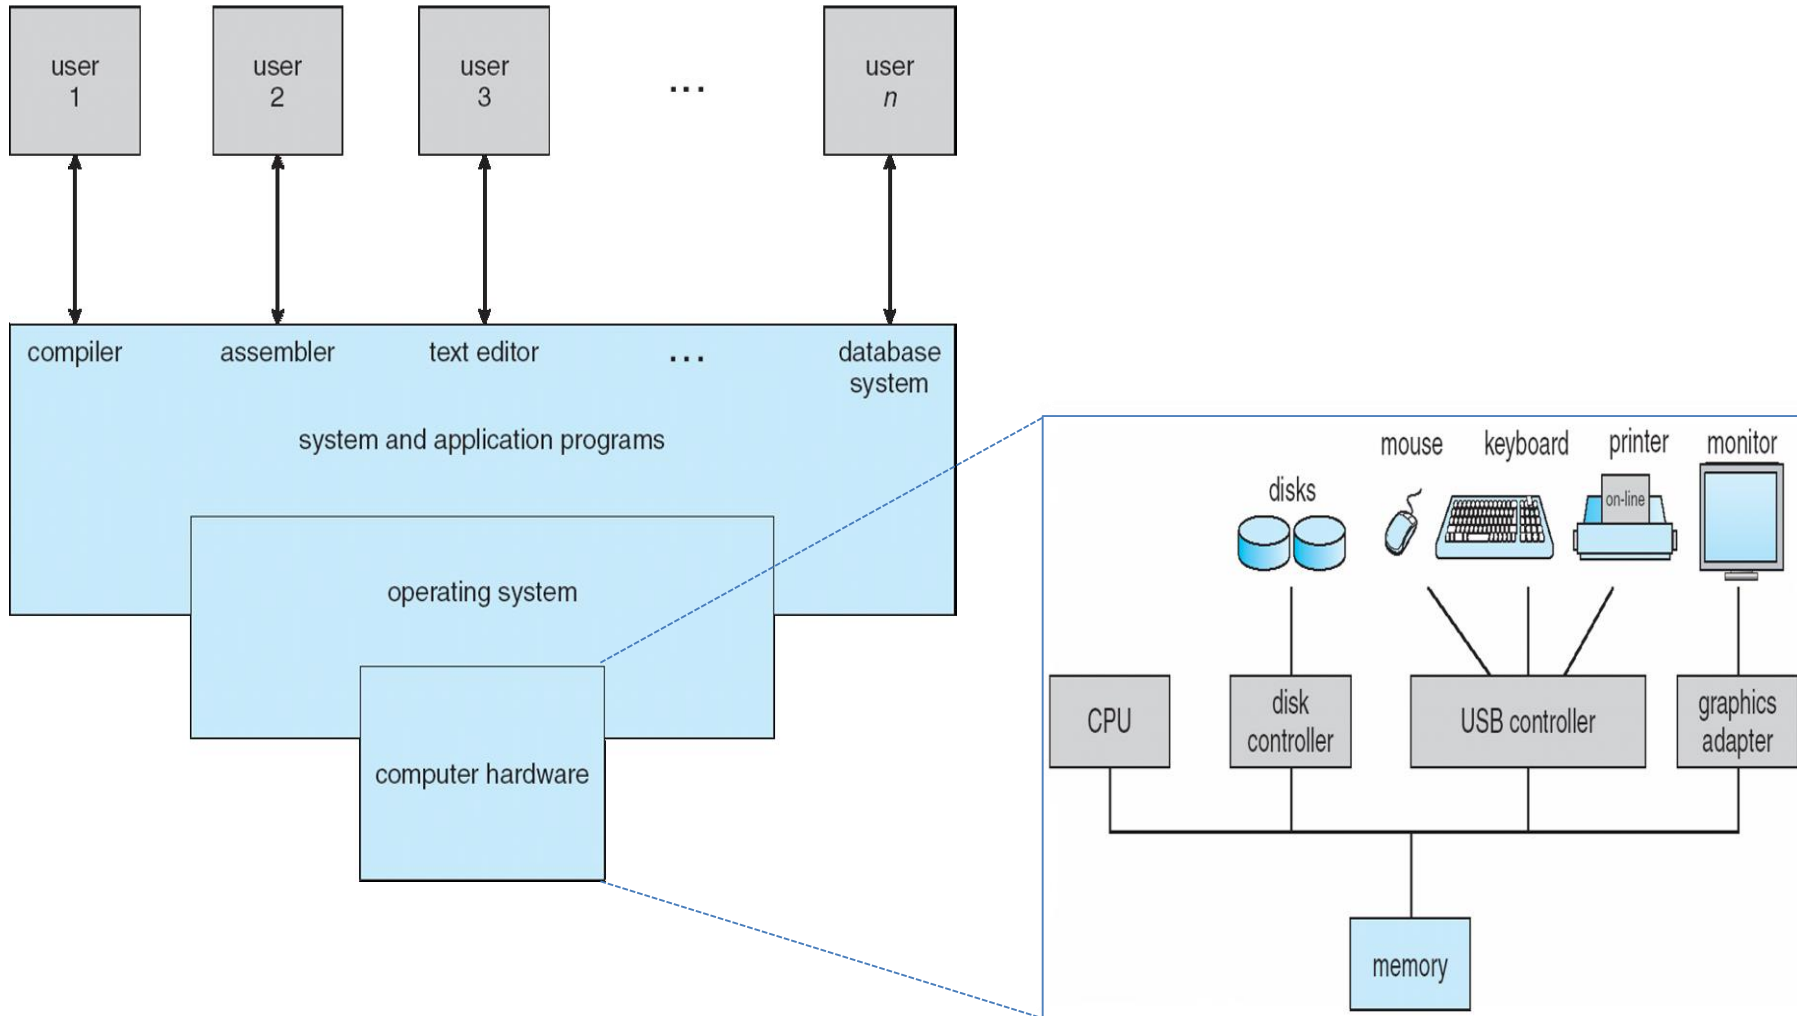 user
1
user
2
user
3
...
user
n
compiler
assembler
text editor
...
database
system
system and application programs
operating system
computer hardware
mouse
keyboard
printer
monitor
disks
on-line
CPU
disk
controller
USB controller
graphics
adapter
memory